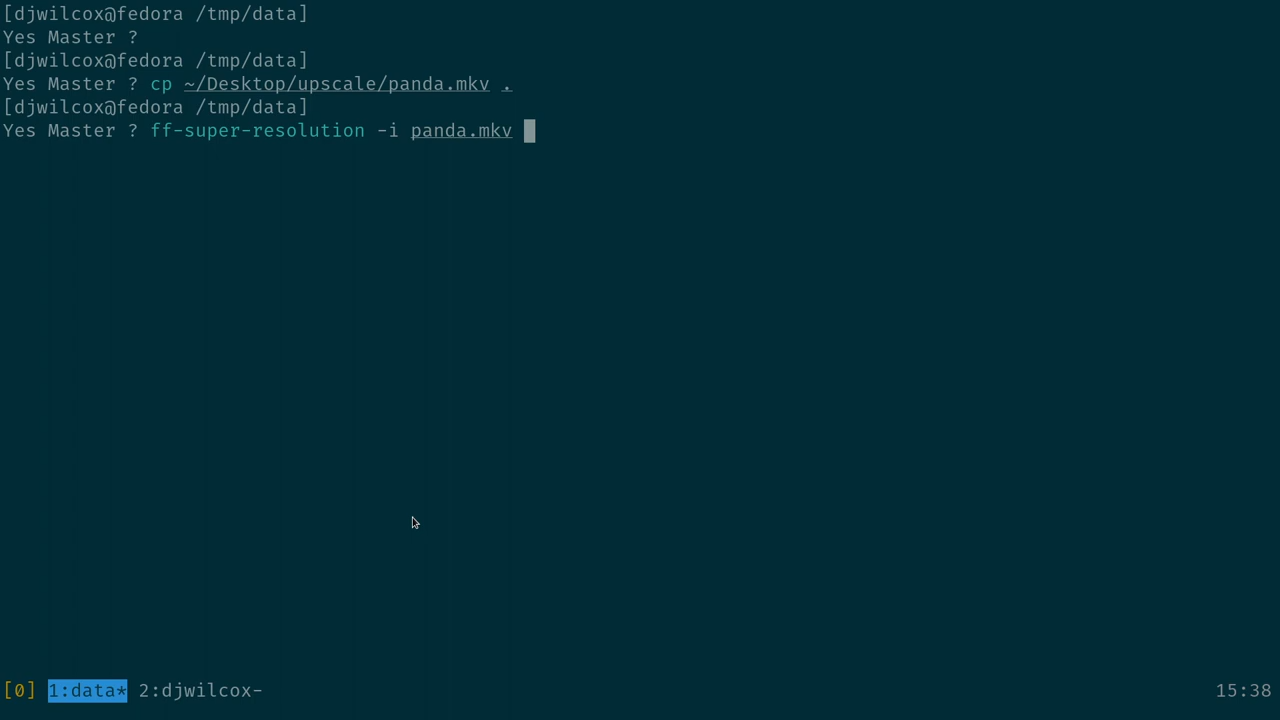 [djwilcox@fedora /tmp/data]
Yes Master ?
[djwilcox@fedora /tmp/data]
Yes Master ? cp ~/Desktop/upscale/panda.mkv .
[djwilcox@fedora /tmp/data]
Yes Master ? ff-super-resolution -i panda.mkv
[0] 1:data* 2:djwilcox- 15:38